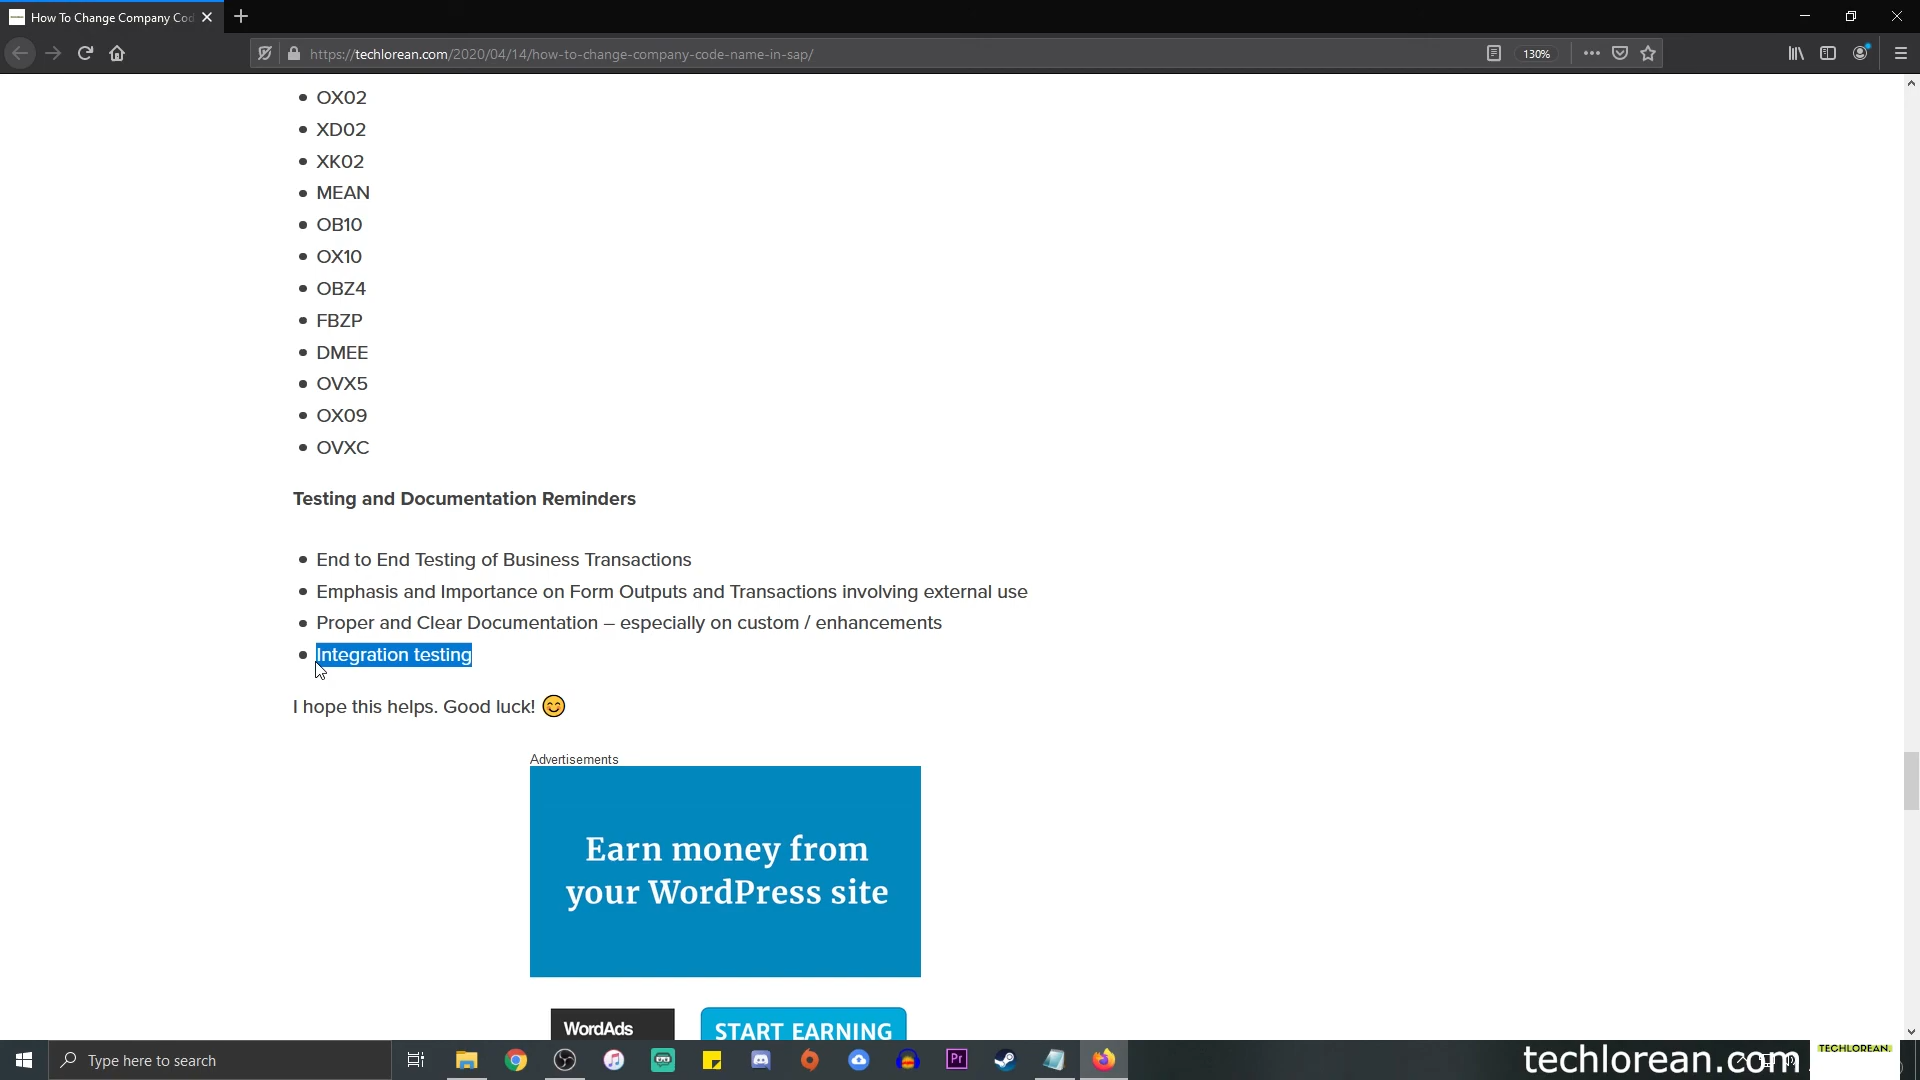 How To Change Company Cod
https://techlorean.com/2020/04/14/how-to-change-company-code-name-in-sap/
130%
OX02
XD02
XK02
MEAN
OB10
OX10
OBZ4
FBZP
DMEE
OVX5
OX09
OVXC
Testing and Documentation Reminders
End to End Testing of Business Transactions
Emphasis and Importance on Form Outputs and Transactions involving external use
Proper and Clear Documentation – especially on custom / enhancements
Integration testing
I hope this helps. Good luck! 😊
Advertisements
Earn money from
your WordPress site
WordAds
START EARNING
Type here to search
Pr
techlorean.com
TECHLOREAN.